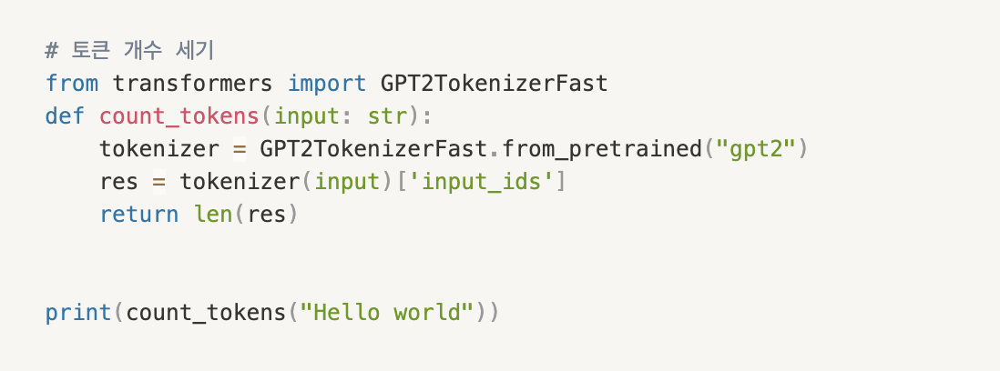 # 토큰 개수 세기
from transformers import GPT2TokenizerFast
def count_tokens(input: str):
    tokenizer = GPT2TokenizerFast.from_pretrained("gpt2")
    res = tokenizer(input)['input_ids']
    return len(res)
print(count_tokens("Hello world"))